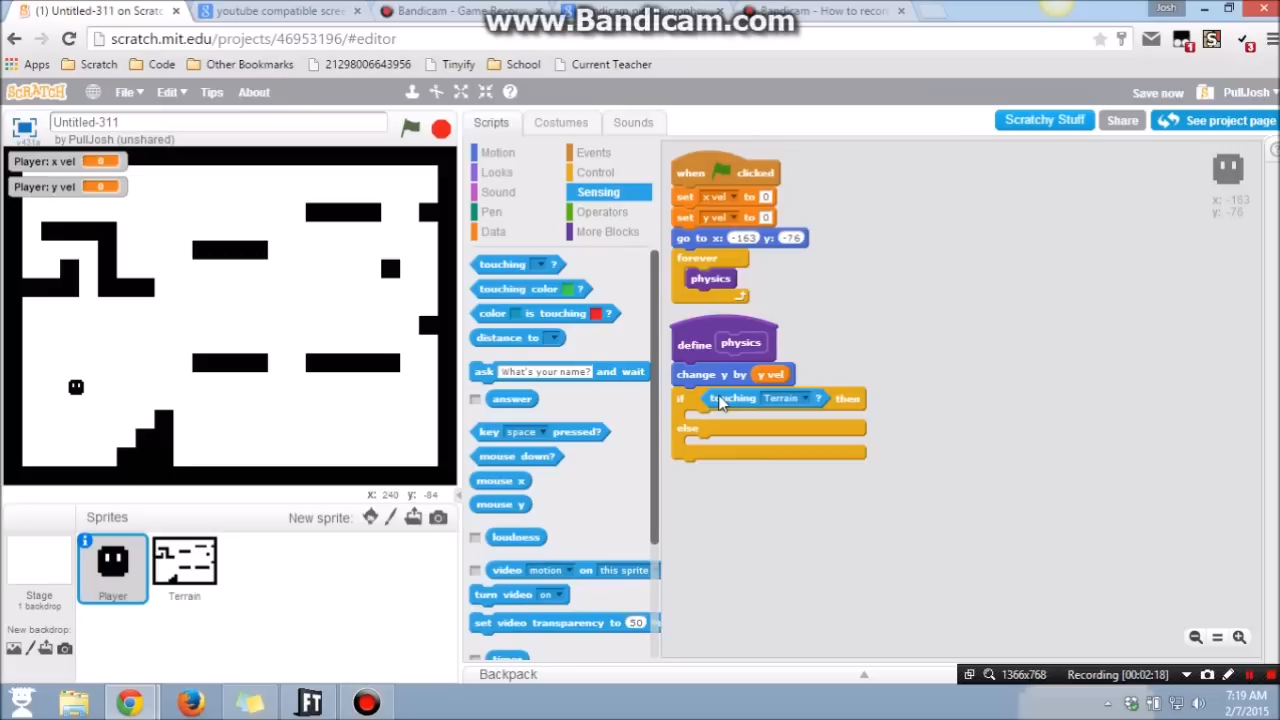 www.Bandicam.com
(1) Untitled-311 on Scratc
youtube compatible scree
Bandicam - Game Recor
Bandicam - How to recor
Josh
scratch.mit.edu/projects/46953196/#editor
Apps Scratch Code Other Bookmarks 21298006643956 Tinyify School Current Teacher
SCRATCH File Edit Tips About Save now PullJosh
Untitled-311
by PullJosh (unshared)
v431a
Scripts Costumes Sounds
Scratchy Stuff Share See project page
Player: x vel 0
Player: y vel 0
Motion Events
Looks Control
Sound Sensing
Pen Operators
Data More Blocks
touching ?
touching color ?
color is touching ?
distance to
ask What's your name? and wait
answer
key space pressed?
mouse down?
mouse x
mouse y
loudness
video motion on this sprite
turn video on
set video transparency to 50
timer
when clicked
set x vel to 0
set y vel to 0
go to x: -163 y: -76
forever
physics
define physics
change y by y vel
if touching Terrain ? then
else
x: -163
y: -76
x: 240 y: -84
Sprites New sprite:
Stage
1 backdrop
New backdrop:
Player
Terrain
Backpack
1366x768 Recording [00:02:18]
7:19 AM
2/7/2015